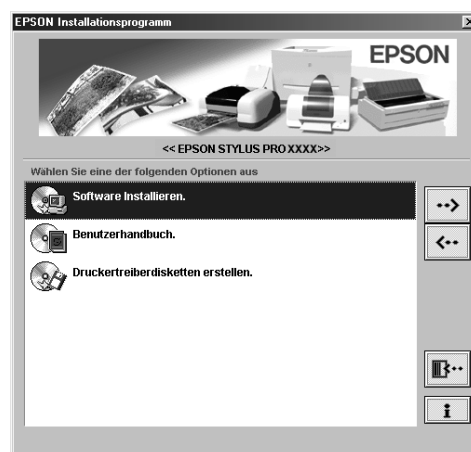 EPSON Installationsprogramm
EPSON
<< EPSON STYLUS PRO XXXX>>
Wählen Sie eine der folgenden Optionen aus
Software Installieren.
Benutzerhandbuch.
Druckertreiberdisketten erstellen.